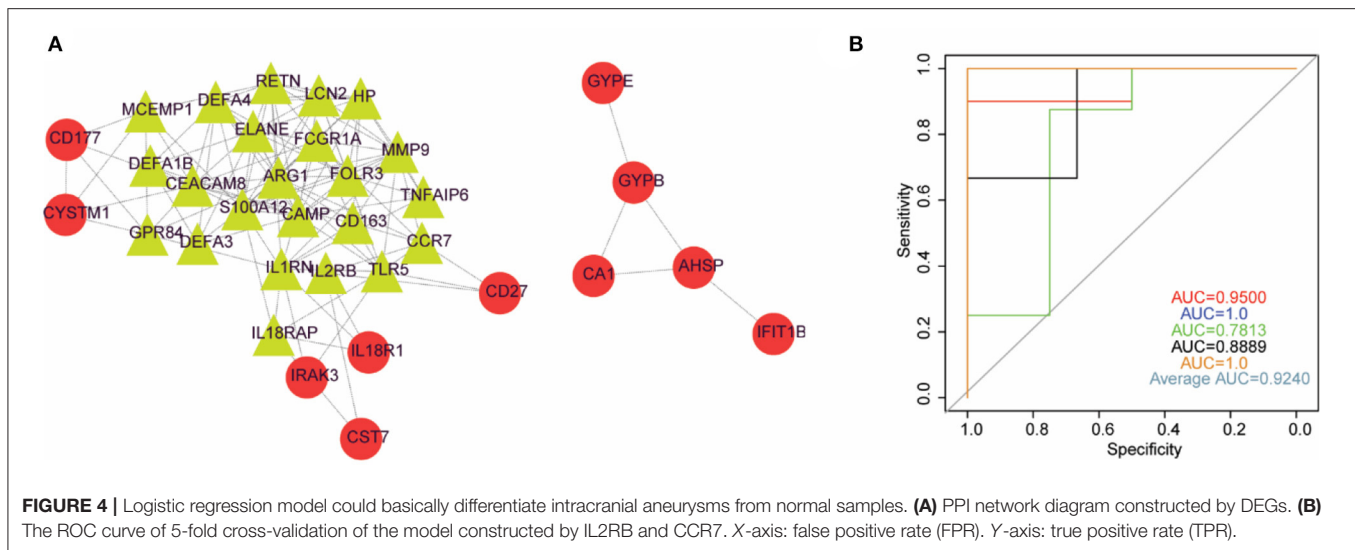 A
B
RETN
LCN2
HP
DEFA4
MCEMP1
ELANE
FCGR1A
CD177
MMP9
DEFA1B
ARG1
FOLR3
CEACAM8
TNFAIP6
S100A12
CAMP
CD163
CYSTM1
GPR84
DEFA3
CCR7
IL1RN
IL2RB
TLR5
CD27
IL18RAP
IL18R1
IRAK3
CST7
GYPE
GYPB
CA1
AHSP
IFIT1B
Sensitivity
1.0
0.8
0.6
0.4
0.2
0.0
AUC=0.9500
AUC=1.0
AUC=0.7813
AUC=0.8889
AUC=1.0
Average AUC=0.9240
1.0 0.8 0.6 0.4 0.2 0.0
Specificity
FIGURE 4 | Logistic regression model could basically differentiate intracranial aneurysms from normal samples. (A) PPI network diagram constructed by DEGs. (B)
The ROC curve of 5-fold cross-validation of the model constructed by IL2RB and CCR7. X-axis: false positive rate (FPR). Y-axis: true positive rate (TPR).